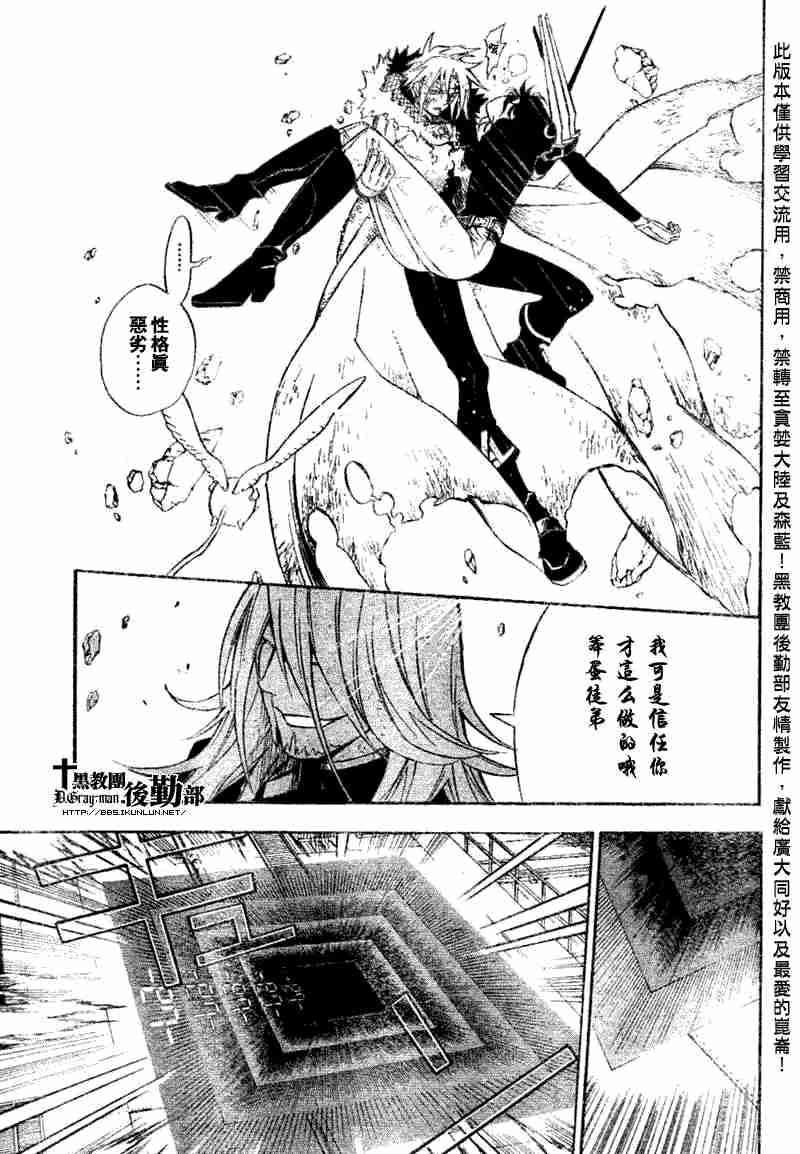 ……
性格真
惡劣……
我可是信任你
才這么做的哦
笨蛋徒弟
黑教團
D.Gray-man
後勤部
HTTP://BBS.IKUNLUN.NET/
此版本僅供學習交流用，禁商用，禁轉至貪婪大陸及森藍！黑教團後勤部友情製作，獻給廣大同好以及最愛的崑崙！